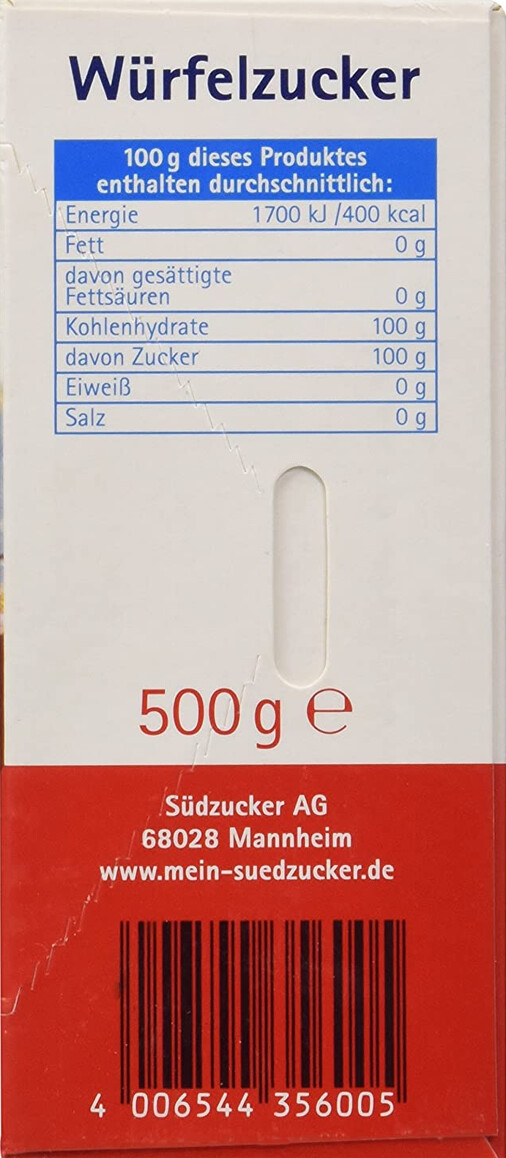 Würfelzucker
100 g dieses Produktes
enthalten durchschnittlich:
Energie 1700 kJ /400 kcal
Fett 0 g
davon gesättigte
Fettsäuren 0 g
Kohlenhydrate 100 g
davon Zucker 100 g
Eiweiß 0 g
Salz 0 g
500 g ℮
Südzucker AG
68028 Mannheim
www.mein-suedzucker.de
4 006544 356005